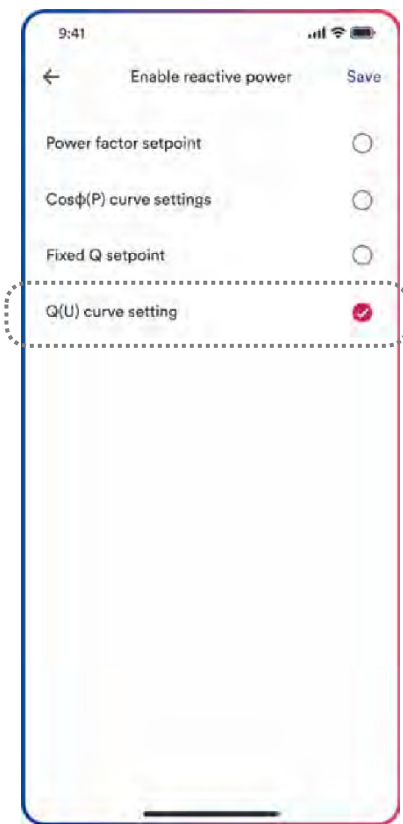 9:41
Enable reactive power Save
Power factor setpoint
Cosϕ(P) curve settings
Fixed Q setpoint
Q(U) curve setting